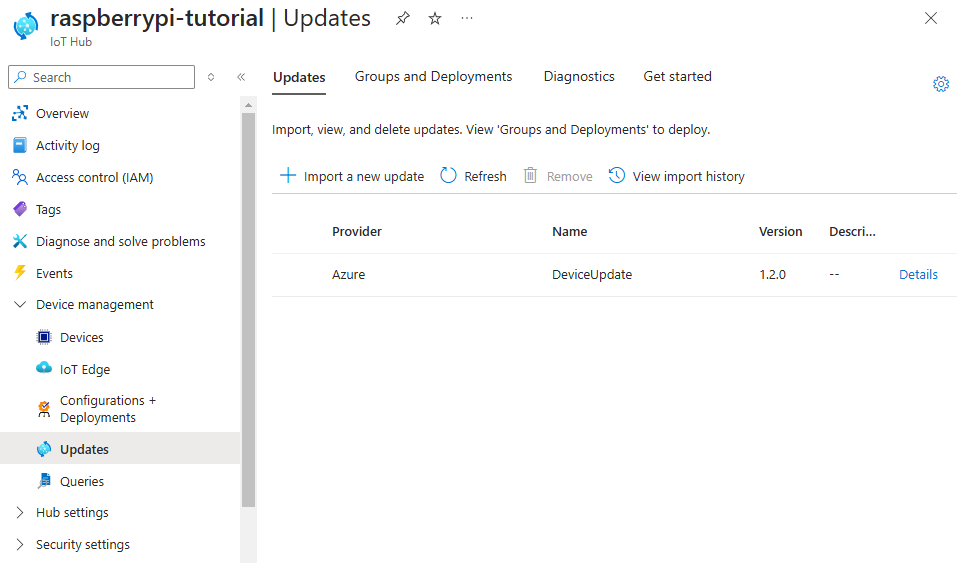 raspberrypi-tutorial | Updates
IoT Hub
Search
Overview
Activity log
Access control (IAM)
Tags
Diagnose and solve problems
Events
Device management
Devices
IoT Edge
Configurations +
Deployments
Updates
Queries
Hub settings
Security settings
Updates Groups and Deployments Diagnostics Get started
Import, view, and delete updates. View 'Groups and Deployments' to deploy.
Import a new update Refresh Remove View import history
Provider Name Version Descri...
Azure DeviceUpdate 1.2.0 -- Details